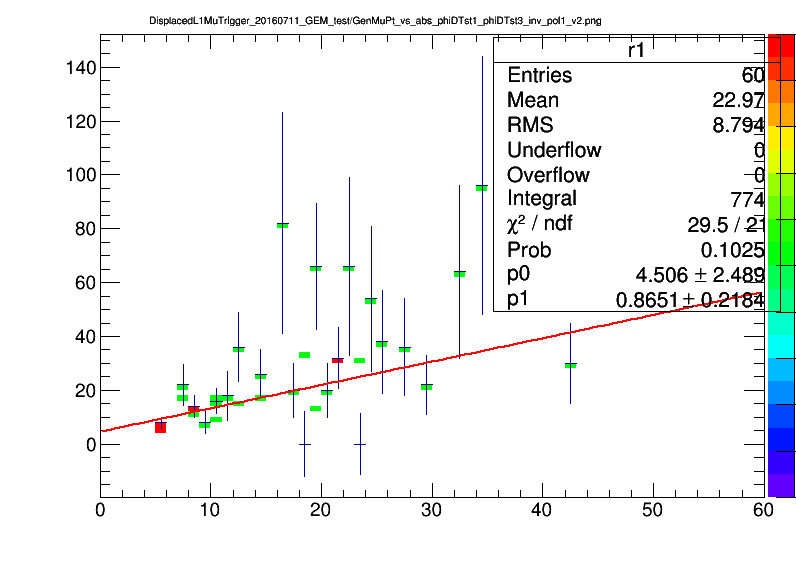 DisplacedL1MuTrIgger_20160711_GEM_test/GenMuPt_vs_abs_phiDTst1_phiDTst3_inv_pol1_v2.png
r1
Entries 60
Mean 22.97
RMS 8.794
Underflow 0
Overflow 0
Integral 774
χ² / ndf 29.5 / 21
Prob 0.1025
p0 4.506 ± 2.489
p1 0.8651 ± 0.2184
140
120
100
80
60
40
20
0
0 10 20 30 40 50 60